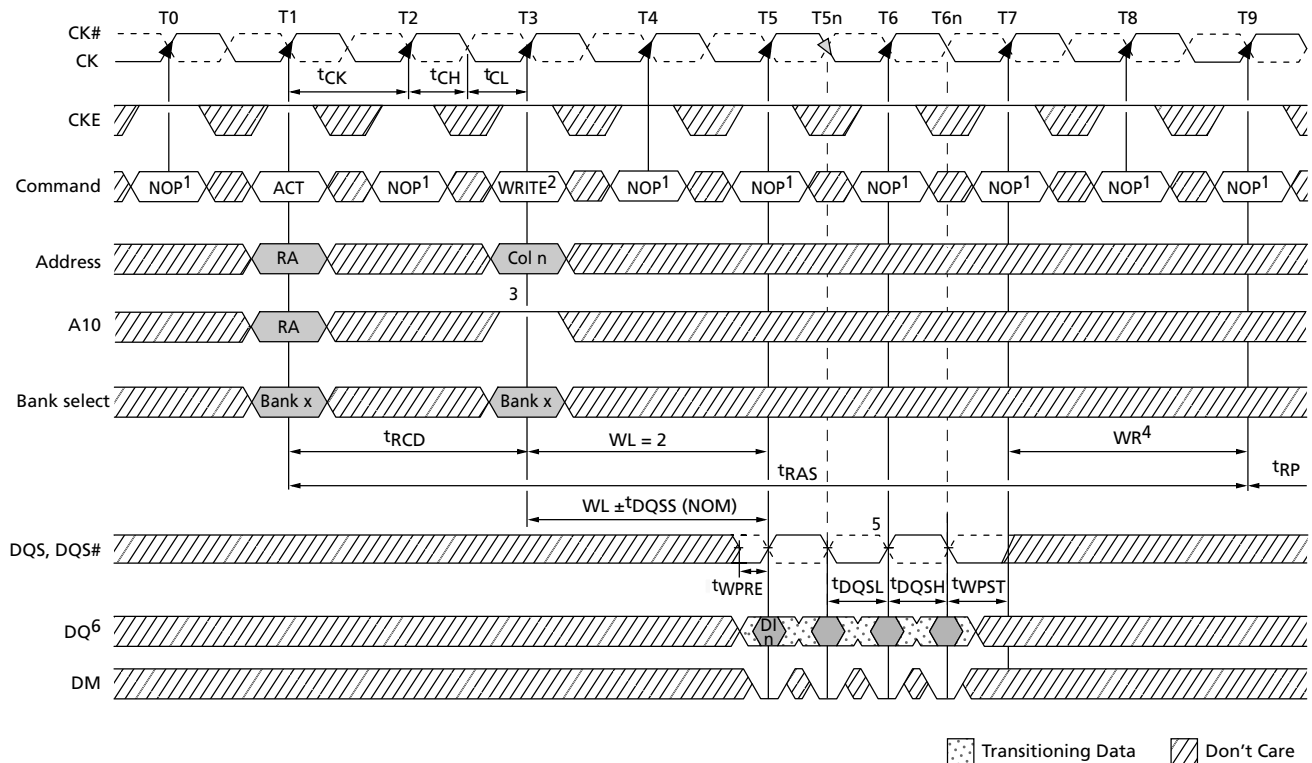 T0 T1 T2 T3 T4 T5 T5n T6 T6n T7 T8 T9
CK#
CK
tCK tCH tCL
CKE
Command NOP1 ACT NOP1 WRITE2 NOP1 NOP1 NOP1 NOP1 NOP1 NOP1
Address RA Col n
3
A10 RA
Bank select Bank x Bank x
tRCD WL = 2 WR4
tRAS tRP
WL ±tDQSS (NOM)
5
DQS, DQS#
tWPRE tDQSL tDQSH tWPST
DQ6 DI n
DM
Transitioning Data Don't Care